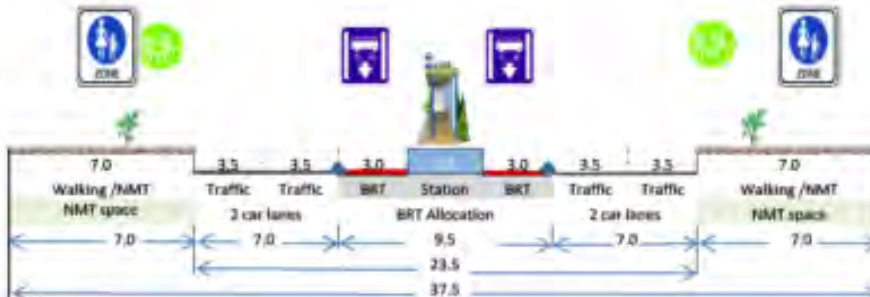 ZONE ZONE
7.0 3.5 3.5 3.0 3.0 3.5 3.5 7.0
Walking /NMT Traffic Traffic BRT Station BRT Traffic Traffic Walking /NMT
NMT space 2 car lanes BRT Allocation 2 car lanes NMT space
7.0 7.0 9.5 7.0 7.0
23.5
37.5